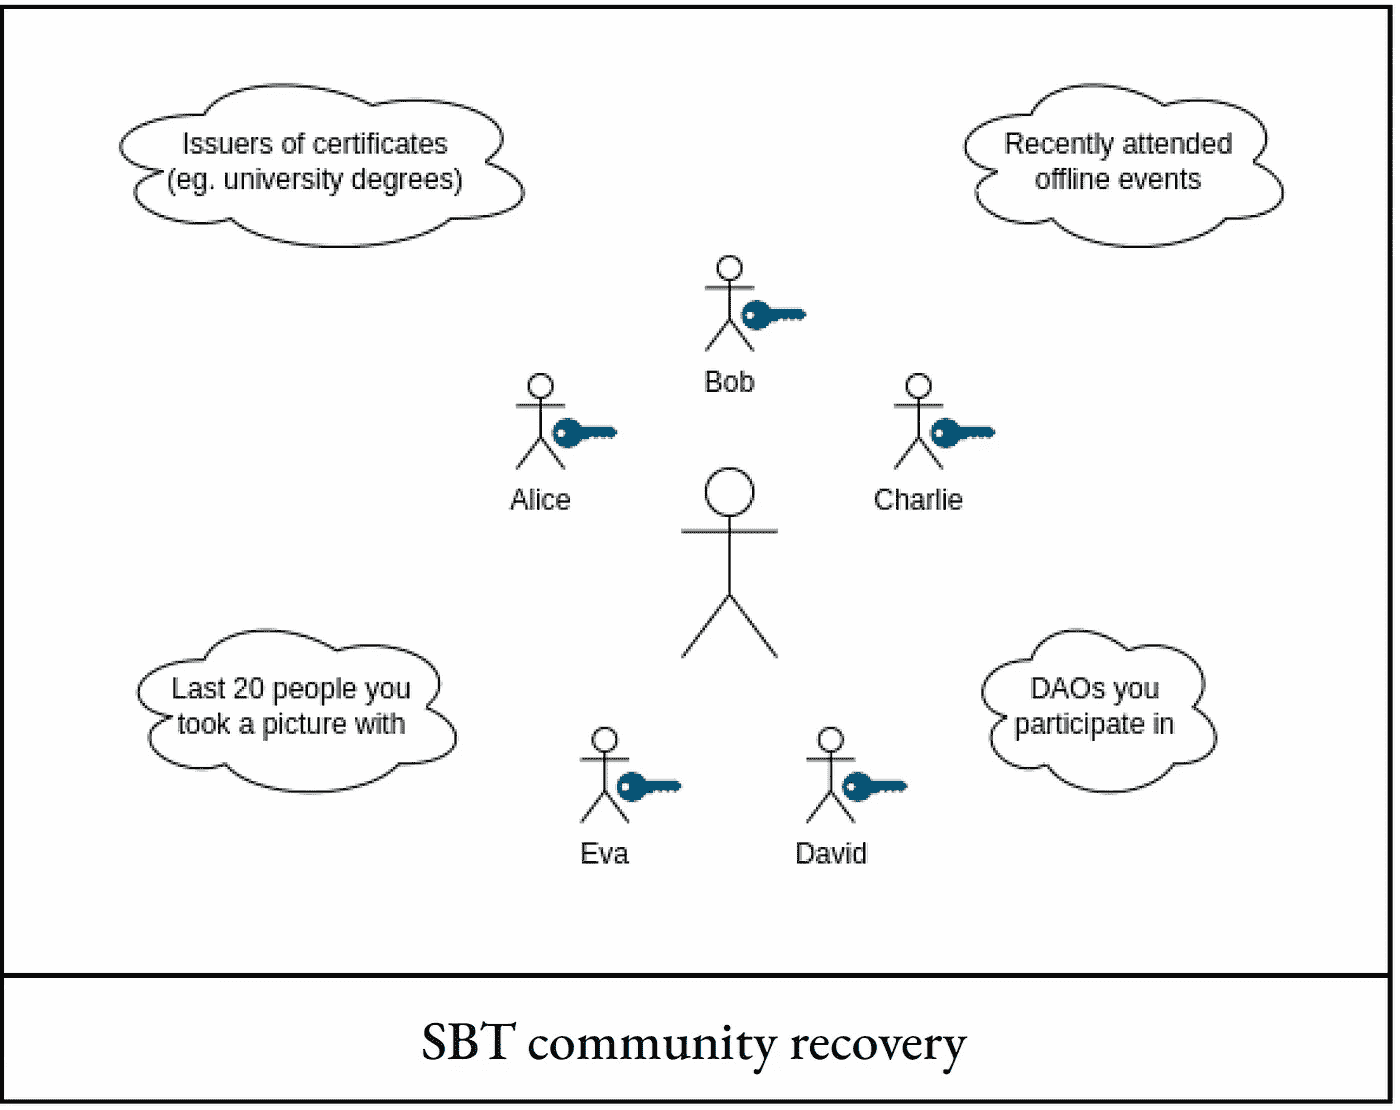 Issuers of certificates
(eg. university degrees)
Recently attended
offline events
Bob
Alice
Charlie
Last 20 people you
took a picture with
DAOs you
participate in
Eva
David
SBT community recovery